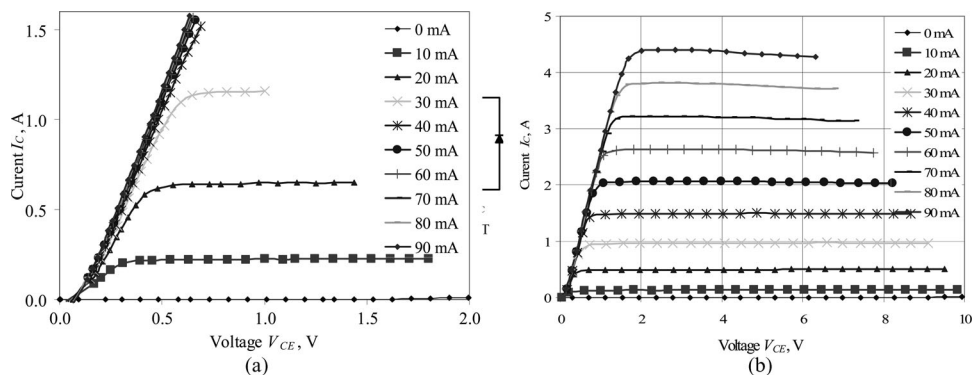 1.5
1.0
0.5
0.0
Curent IC, A
0.0 0.5 1.0 1.5 2.0
Voltage VCE, V
0 mA
10 mA
20 mA
30 mA
40 mA
50 mA
60 mA
70 mA
80 mA
90 mA
T
(a)
5
4
3
2
1
0
Curent IC, A
0 2 4 6 8 10
Voltage VCE, V
0 mA
10 mA
20 mA
30 mA
40 mA
50 mA
60 mA
70 mA
80 mA
90 mA
(b)